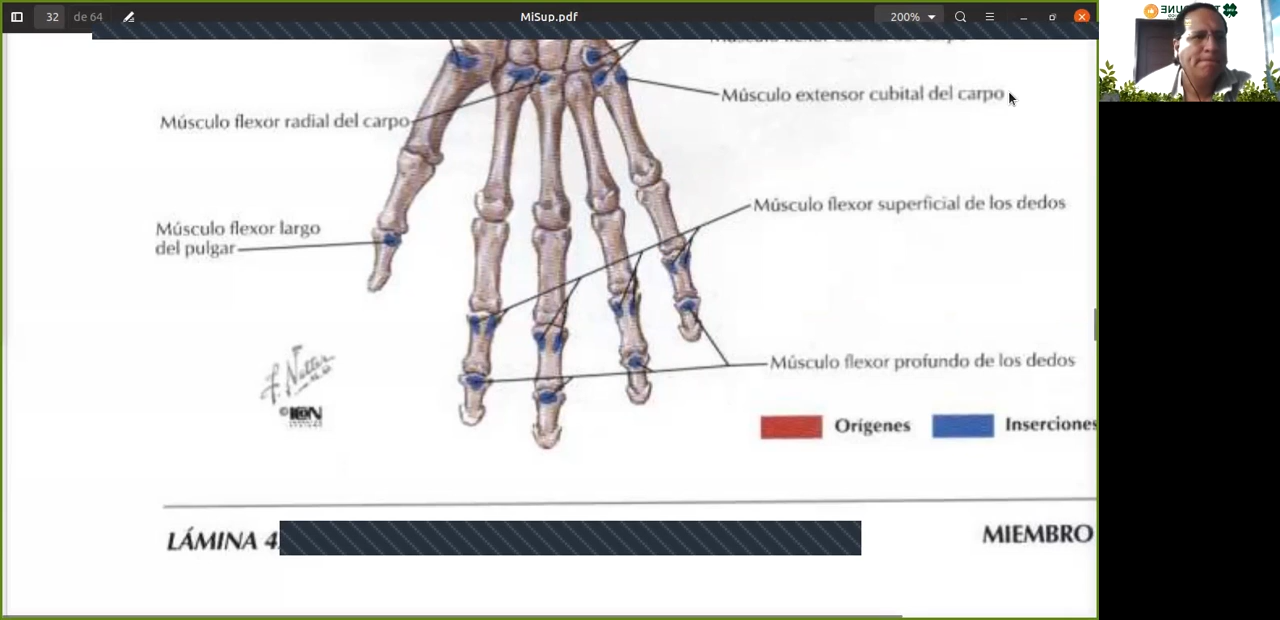 32 de 64
MiSup.pdf
200%
Músculo extensor cubital del carpo
Músculo flexor radial del carpo
Músculo flexor superficial de los dedos
Músculo flexor largo
del pulgar
Músculo flexor profundo de los dedos
F. Netter
©ICON
Orígenes
Inserciones
LÁMINA 4
MIEMBRO